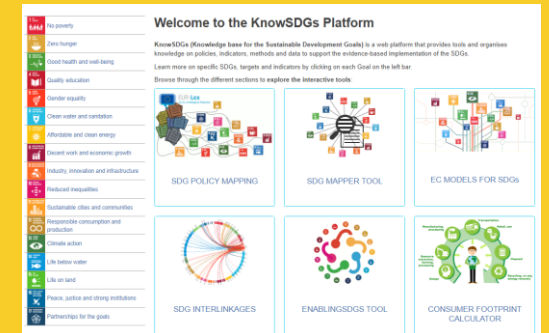 Welcome to the KnowSDGs Platform
KnowSDGs (Knowledge base for the Sustainable Development Goals) is a web platform that provides tools and organises
knowledge on policies, indicators, methods and data to support the evidence-based implementation of the SDGs.
Learn more on specific SDGs, targets and indicators by clicking on each Goal on the left bar.
Browse through the different sections to explore the interactive tools:
No poverty
Zero hunger
Good health and well-being
Quality education
Gender equality
Clean water and sanitation
Affordable and clean energy
Decent work and economic growth
Industry, innovation and infrastructure
Reduced inequalities
Sustainable cities and communities
Responsible consumption and
production
Climate action
Life below water
Life on land
Peace, justice and strong institutions
Partnerships for the goals
EUR-Lex
SDG POLICY MAPPING
SDG MAPPER TOOL
EC MODELS FOR SDGs
SDG INTERLINKAGES
ENABLINGSDGS TOOL
CONSUMER FOOTPRINT
CALCULATOR